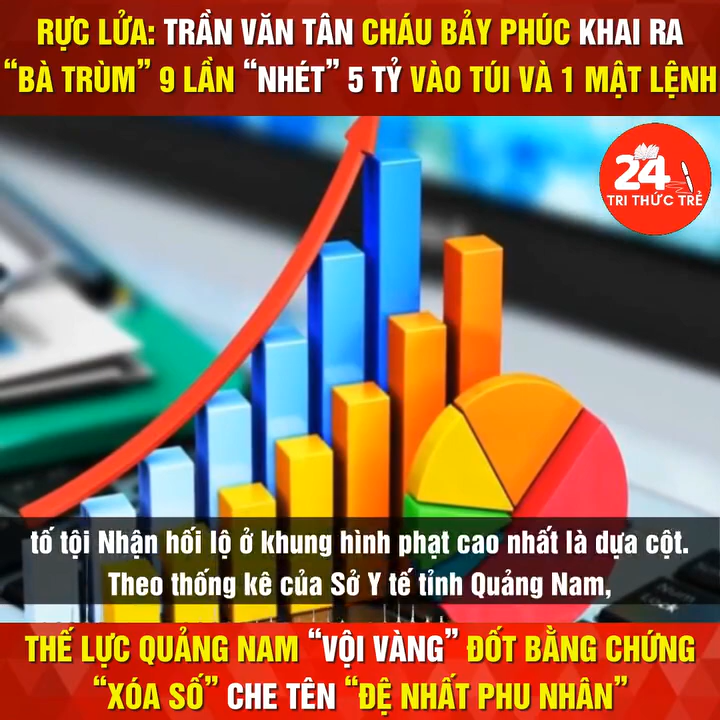 RỰC LỬA: TRẦN VĂN TÂN CHÁU BẢY PHÚC KHAI RA
“BÀ TRÙM” 9 LẦN “NHÉT” 5 TỶ VÀO TÚI VÀ 1 MẬT LỆNH
24
TRI THỨC TRẺ
tố tội Nhận hối lộ ở khung hình phạt cao nhất là dựa cột.
Theo thống kê của Sở Y tế tỉnh Quảng Nam,
THẾ LỰC QUẢNG NAM “VỘI VÀNG” ĐỐT BẰNG CHỨNG
“XÓA SỐ” CHE TÊN “ĐỆ NHẤT PHU NHÂN”